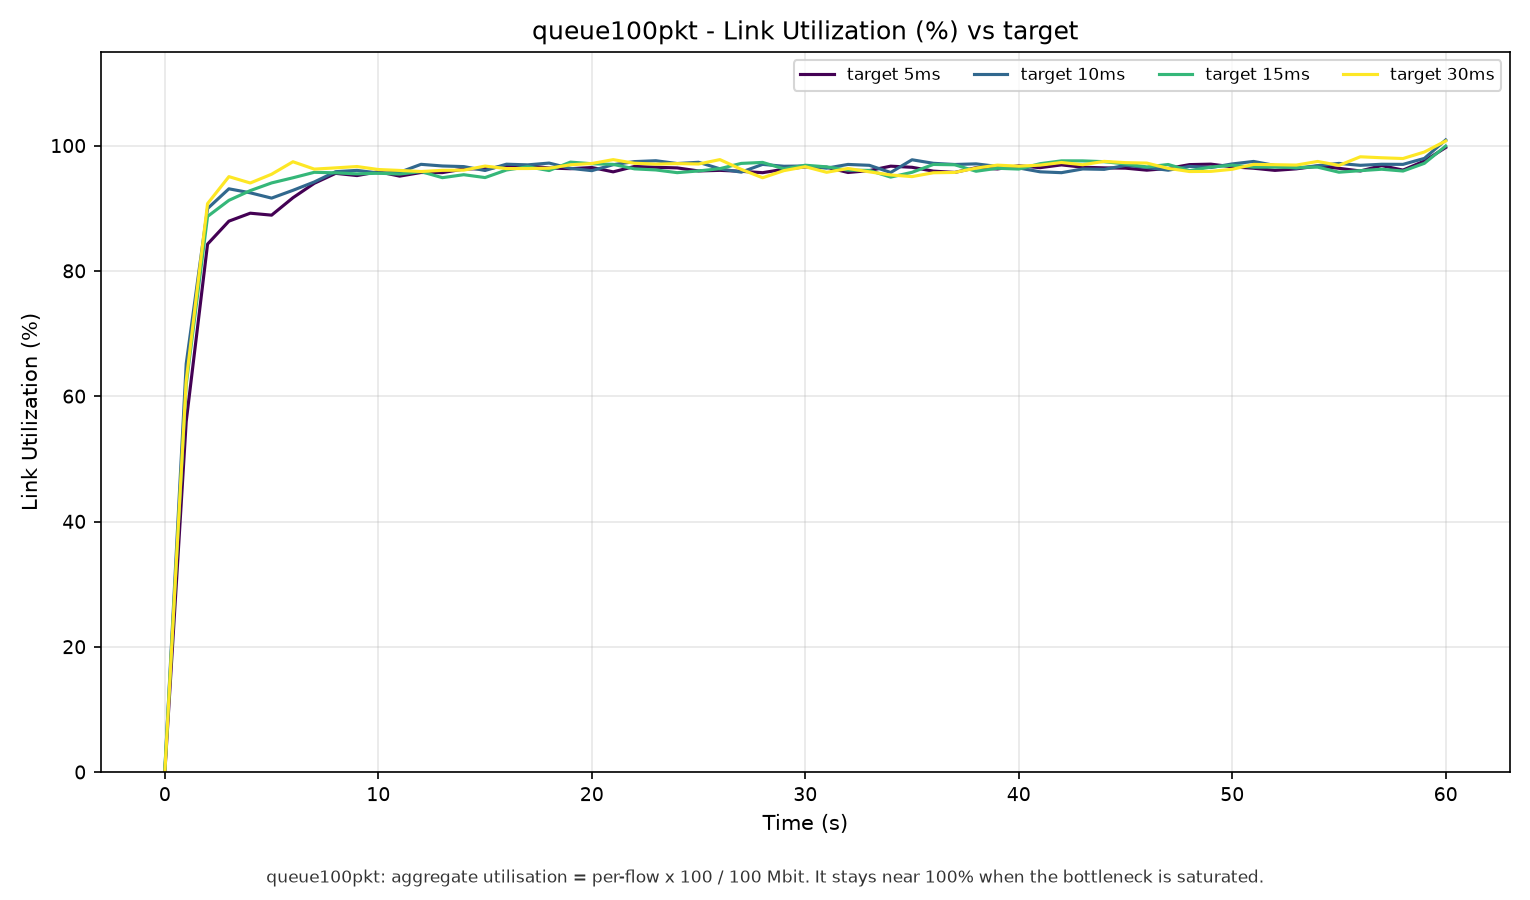 queue100pkt - Link Utilization (%) vs target
target 5ms
target 10ms
target 15ms
target 30ms
Link Utilization (%)
100
80
60
40
20
0
0
10
20
30
40
50
60
Time (s)
queue100pkt: aggregate utilisation = per-flow x 100 / 100 Mbit. It stays near 100% when the bottleneck is saturated.